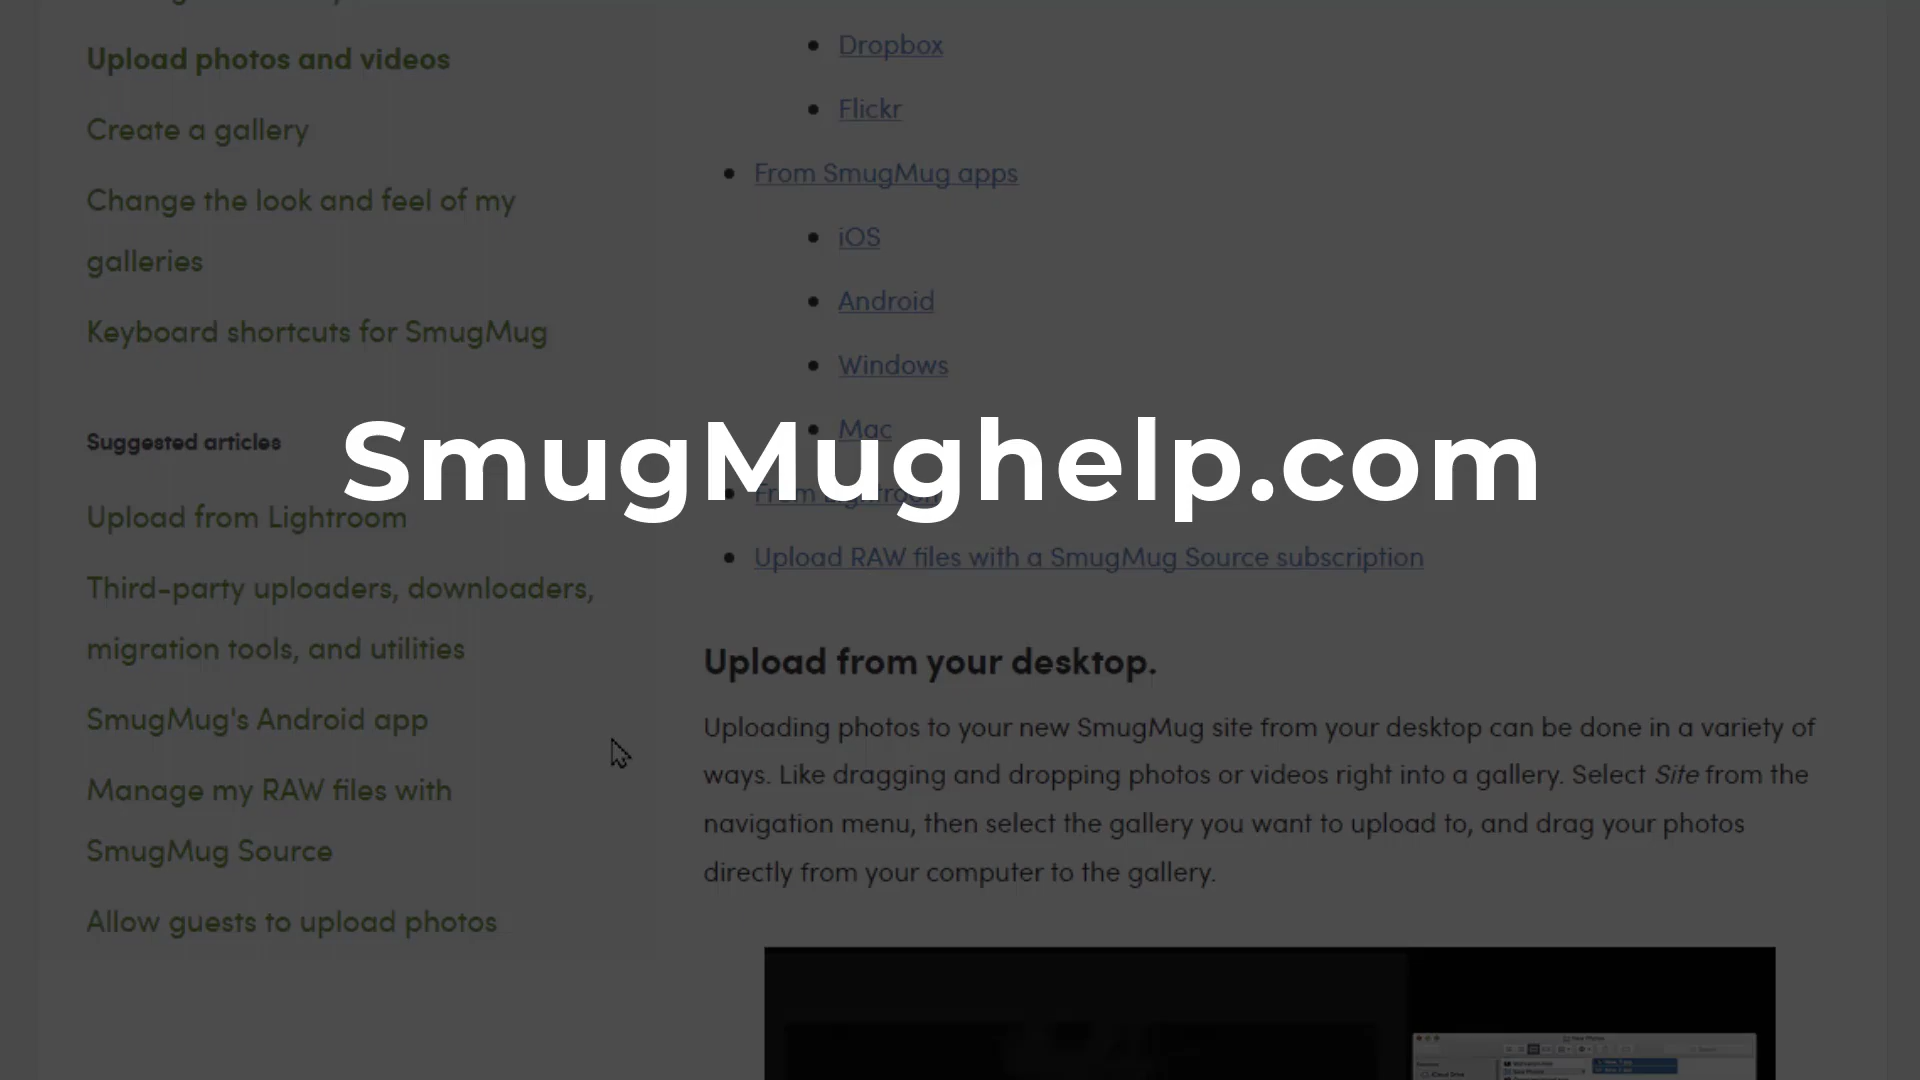 Upload photos and videos
Create a gallery
Change the look and feel of my
galleries
Keyboard shortcuts for SmugMug
Suggested articles
Upload from Lightroom
Third-party uploaders, downloaders,
migration tools, and utilities
SmugMug's Android app
Manage my RAW files with
SmugMug Source
Allow guests to upload photos
Dropbox
Flickr
From SmugMug apps
iOS
Android
Windows
Mac
From Lightroom
Upload RAW files with a SmugMug Source subscription
SmugMughelp.com
Upload from your desktop.
Uploading photos to your new SmugMug site from your desktop can be done in a variety of
ways. Like dragging and dropping photos or videos right into a gallery. Select Site from the
navigation menu, then select the gallery you want to upload to, and drag your photos
directly from your computer to the gallery.
New Photos
iCloud Drive